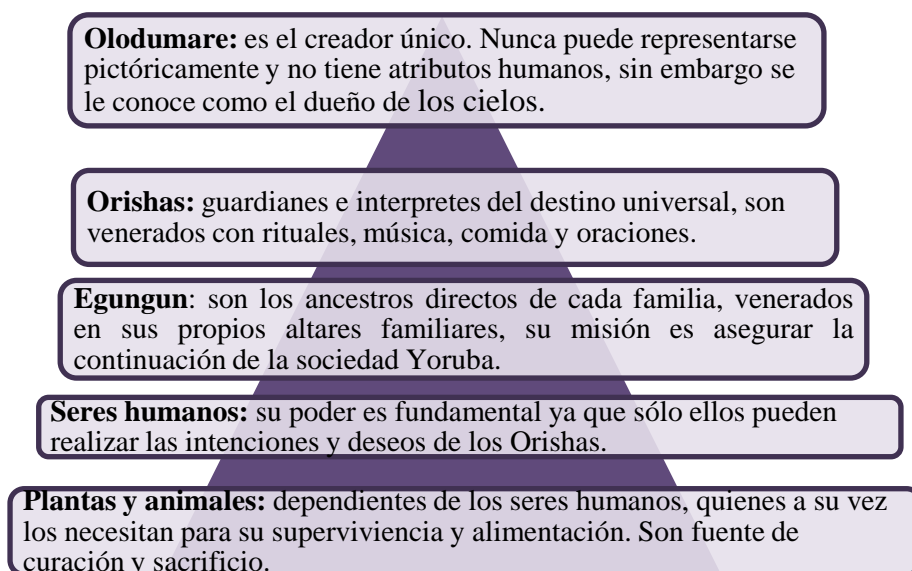 Olodumare: es el creador único. Nunca puede representarse
pictóricamente y no tiene atributos humanos, sin embargo se
le conoce como el dueño de los cielos.
Orishas: guardianes e interpretes del destino universal, son
venerados con rituales, música, comida y oraciones.
Egungun: son los ancestros directos de cada familia, venerados
en sus propios altares familiares, su misión es asegurar la
continuación de la sociedad Yoruba.
Seres humanos: su poder es fundamental ya que sólo ellos pueden
realizar las intenciones y deseos de los Orishas.
Plantas y animales: dependientes de los seres humanos, quienes a su vez
los necesitan para su superviviencia y alimentación. Son fuente de
curación y sacrificio.